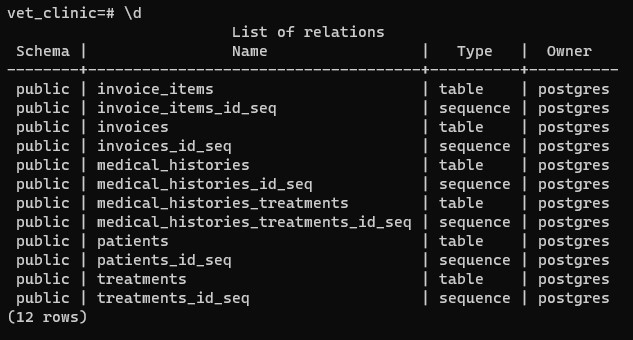 vet_clinic=# \d
                         List of relations
 Schema |                Name                 |   Type   |  Owner
--------+-------------------------------------+----------+----------
 public | invoice_items                       | table    | postgres
 public | invoice_items_id_seq                | sequence | postgres
 public | invoices                            | table    | postgres
 public | invoices_id_seq                     | sequence | postgres
 public | medical_histories                   | table    | postgres
 public | medical_histories_id_seq            | sequence | postgres
 public | medical_histories_treatments        | table    | postgres
 public | medical_histories_treatments_id_seq | sequence | postgres
 public | patients                            | table    | postgres
 public | patients_id_seq                     | sequence | postgres
 public | treatments                          | table    | postgres
 public | treatments_id_seq                   | sequence | postgres
(12 rows)